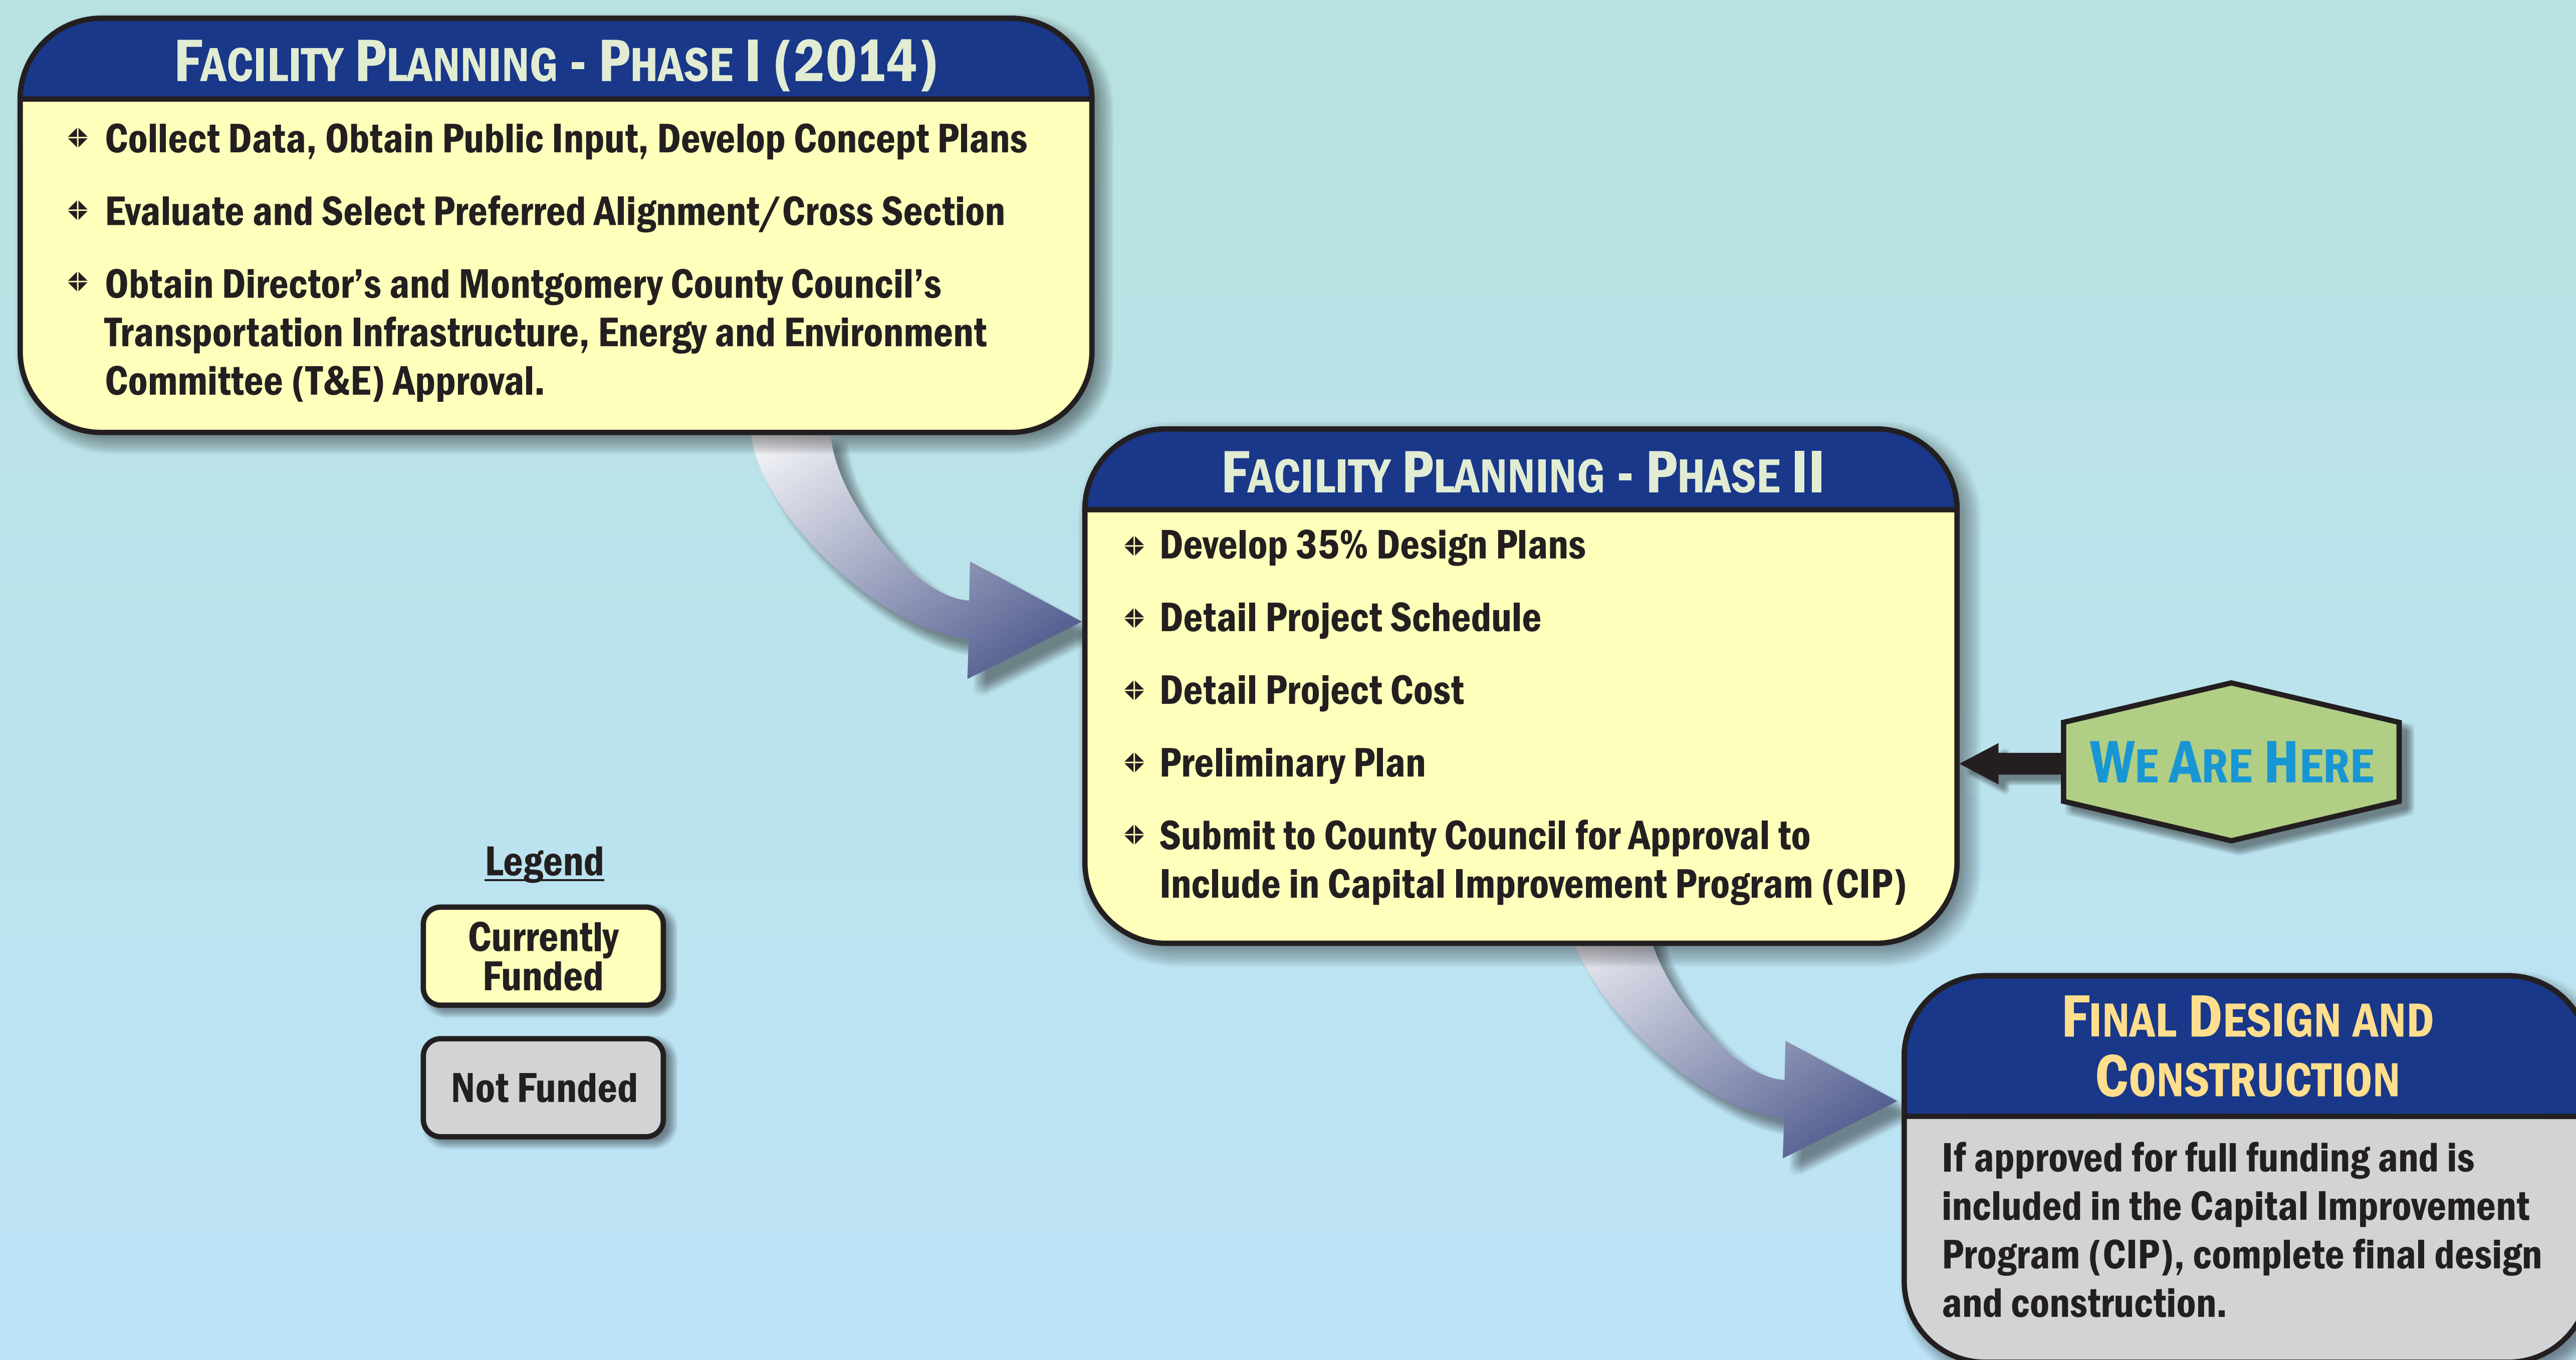 FACILITY PLANNING - PHASE I (2014)
Collect Data, Obtain Public Input, Develop Concept Plans
Evaluate and Select Preferred Alignment/Cross Section
Obtain Director’s and Montgomery County Council’s
Transportation Infrastructure, Energy and Environment
Committee (T&E) Approval.
FACILITY PLANNING - PHASE II
Develop 35% Design Plans
Detail Project Schedule
Detail Project Cost
Preliminary Plan
Submit to County Council for Approval to
Include in Capital Improvement Program (CIP)
WE ARE HERE
Legend
Currently
Funded
Not Funded
FINAL DESIGN AND
CONSTRUCTION
If approved for full funding and is
included in the Capital Improvement
Program (CIP), complete final design
and construction.